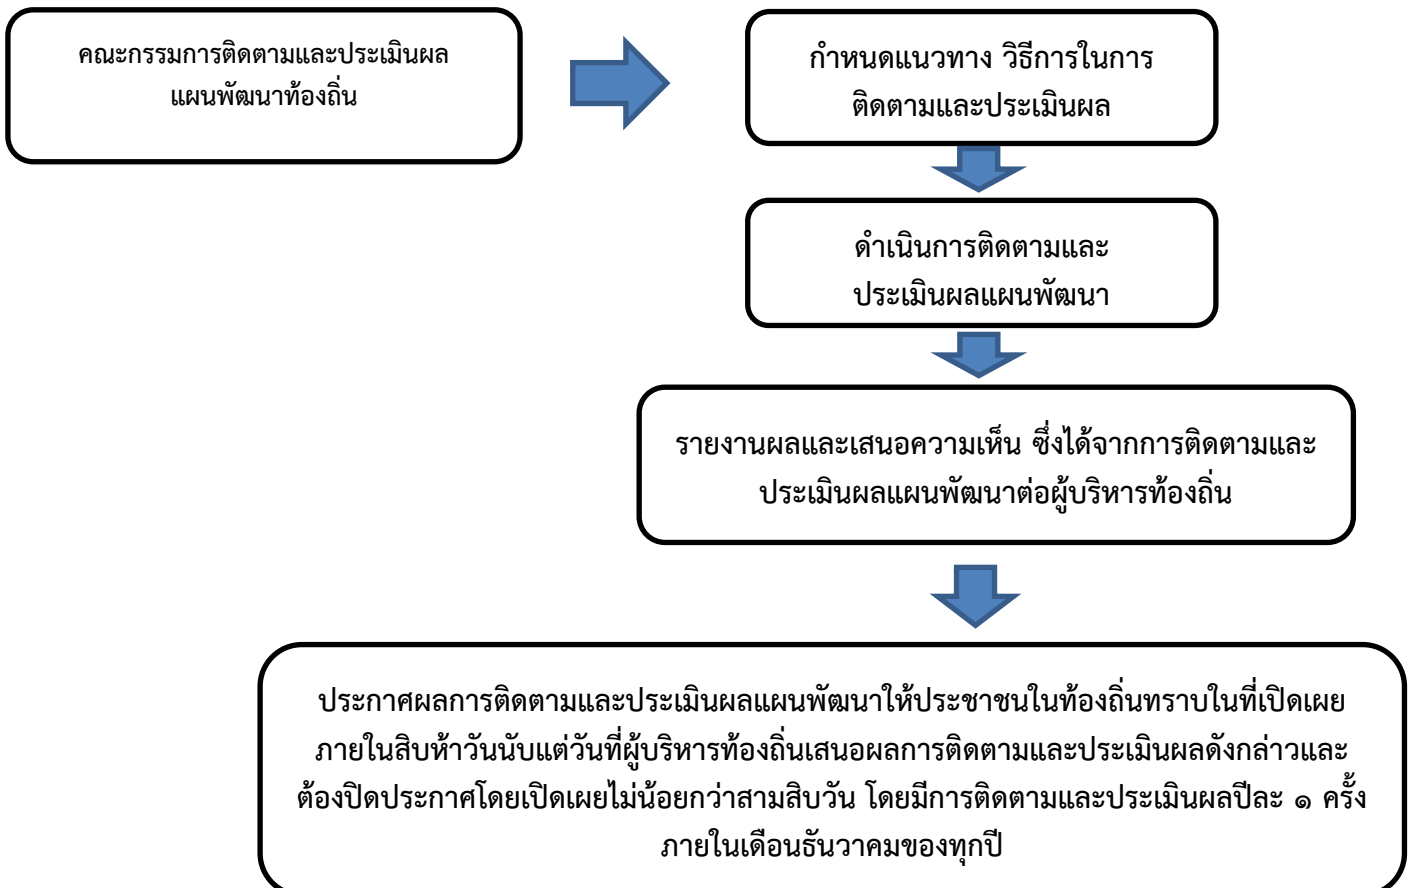 คณะกรรมการติดตามและประเมินผล
แผนพัฒนาท้องถิ่น
กำหนดแนวทาง วิธีการในการ
ติดตามและประเมินผล
ดำเนินการติดตามและ
ประเมินผลแผนพัฒนา
รายงานผลและเสนอความเห็น ซึ่งได้จากการติดตามและ
ประเมินผลแผนพัฒนาต่อผู้บริหารท้องถิ่น
ประกาศผลการติดตามและประเมินผลแผนพัฒนาให้ประชาชนในท้องถิ่นทราบในที่เปิดเผย
ภายในสิบห้าวันนับแต่วันที่ผู้บริหารท้องถิ่นเสนอผลการติดตามและประเมินผลดังกล่าวและ
ต้องปิดประกาศโดยเปิดเผยไม่น้อยกว่าสามสิบวัน โดยมีการติดตามและประเมินผลปีละ ๑ ครั้ง
ภายในเดือนธันวาคมของทุกปี